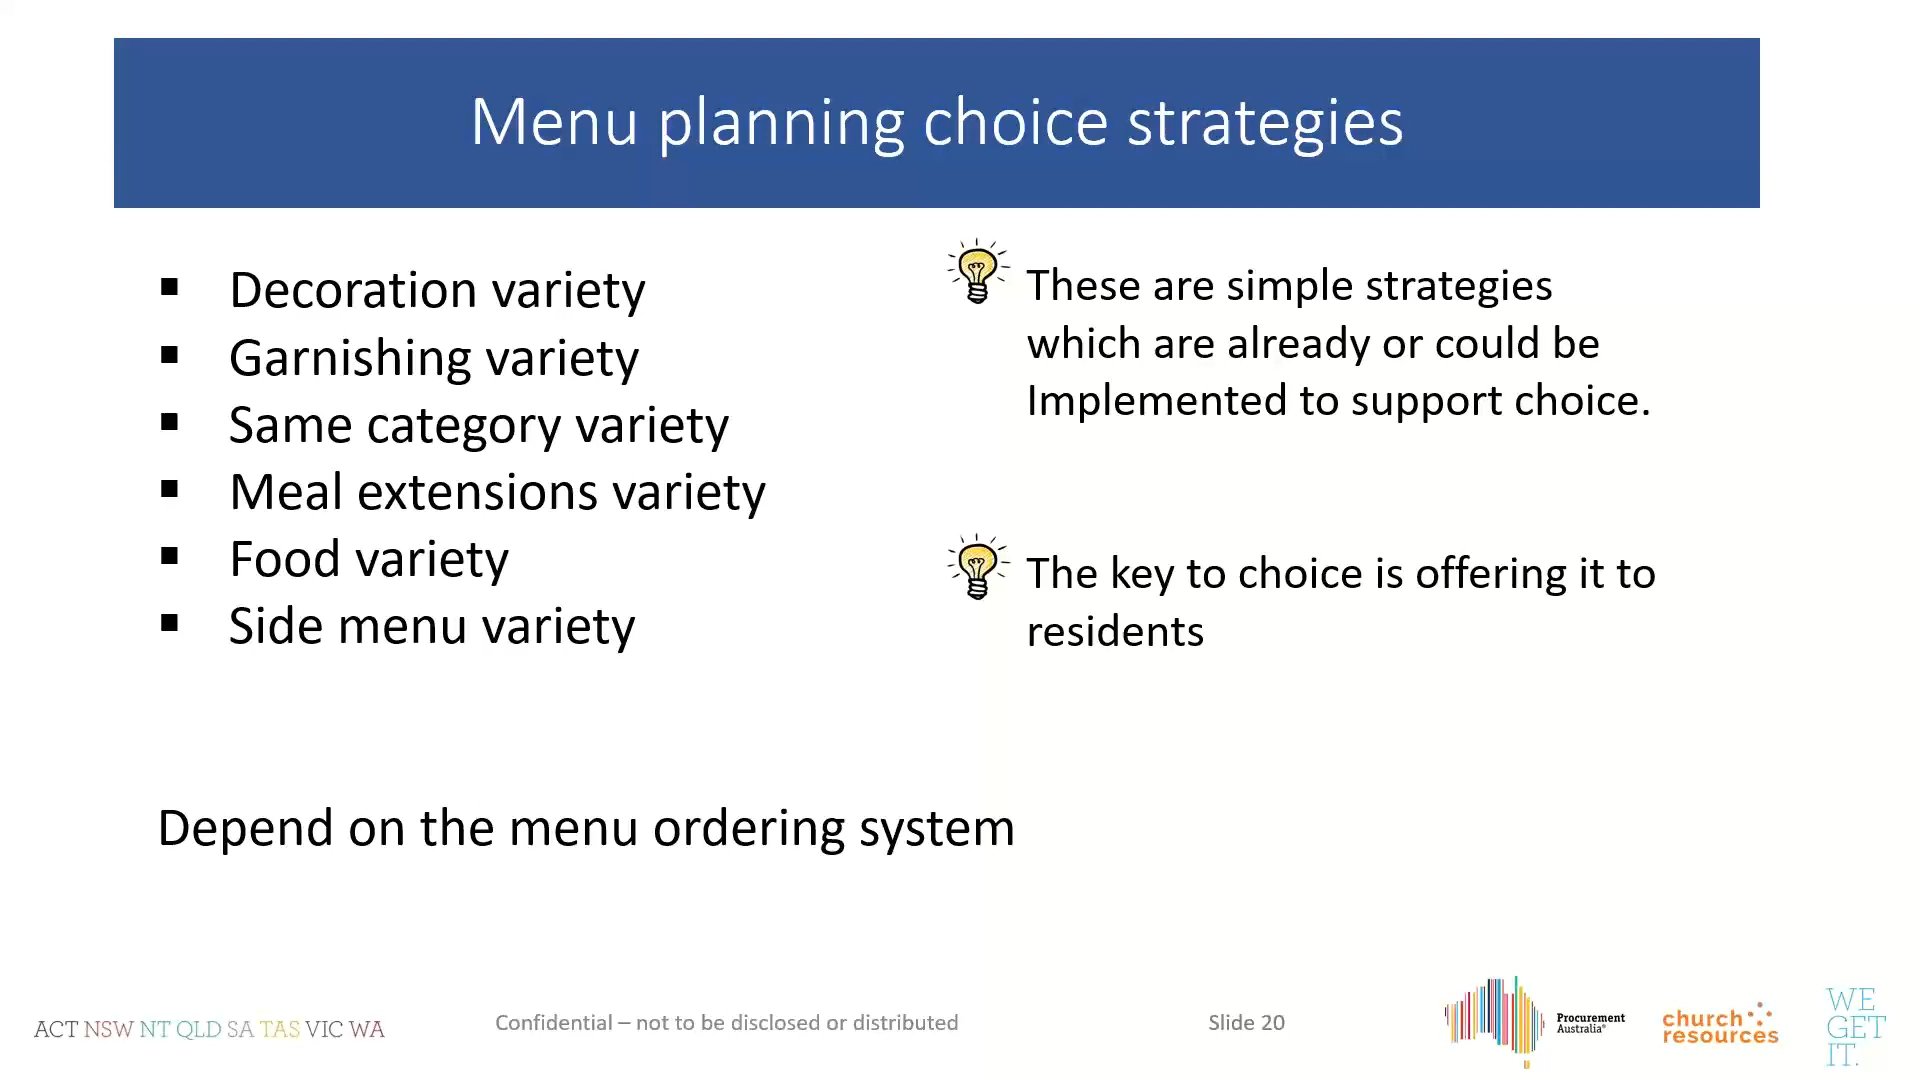 Menu planning choice strategies
▪ Decoration variety
▪ Garnishing variety
▪ Same category variety
▪ Meal extensions variety
▪ Food variety
▪ Side menu variety
These are simple strategies
which are already or could be
Implemented to support choice.
The key to choice is offering it to
residents
Depend on the menu ordering system
ACT NSW NT QLD SA TAS VIC WA
Confidential – not to be disclosed or distributed
Slide 20
Procurement
Australia®
church
resources
WE
GET
IT.